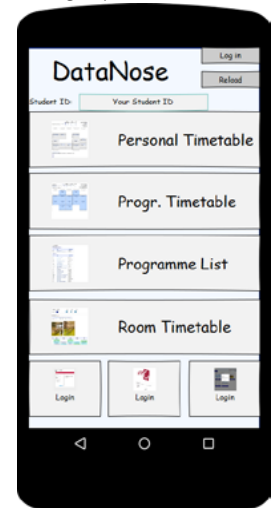 Log in
DataNose
Reload
Student ID: Your Student ID
Personal Timetable
Progr. Timetable
Programme List
Room Timetable
Login Login Login